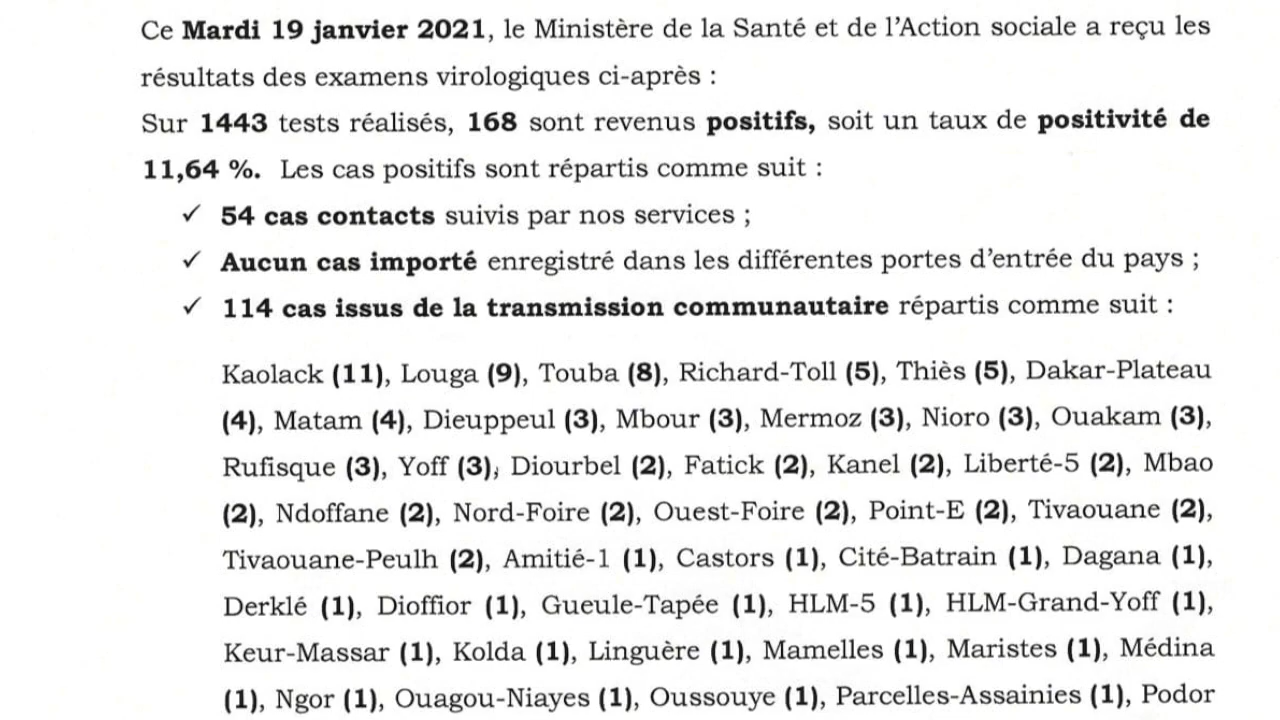 Ce Mardi 19 janvier 2021, le Ministère de la Santé et de l'Action sociale a reçu les
résultats des examens virologiques ci-après :
Sur 1443 tests réalisés, 168 sont revenus positifs, soit un taux de positivité de
11,64 %. Les cas positifs sont répartis comme suit :
✓ 54 cas contacts suivis par nos services ;
✓ Aucun cas importé enregistré dans les différentes portes d'entrée du pays ;
✓ 114 cas issus de la transmission communautaire répartis comme suit :
Kaolack (11), Louga (9), Touba (8), Richard-Toll (5), Thiès (5), Dakar-Plateau
(4), Matam (4), Dieuppeul (3), Mbour (3), Mermoz (3), Nioro (3), Ouakam (3),
Rufisque (3), Yoff (3), Diourbel (2), Fatick (2), Kanel (2), Liberté-5 (2), Mbao
(2), Ndoffane (2), Nord-Foire (2), Ouest-Foire (2), Point-E (2), Tivaouane (2),
Tivaouane-Peulh (2), Amitié-1 (1), Castors (1), Cité-Batrain (1), Dagana (1),
Derklé (1), Dioffior (1), Gueule-Tapée (1), HLM-5 (1), HLM-Grand-Yoff (1),
Keur-Massar (1), Kolda (1), Linguère (1), Mamelles (1), Maristes (1), Médina
(1), Ngor (1), Ouagou-Niayes (1), Oussouye (1), Parcelles-Assainies (1), Podor